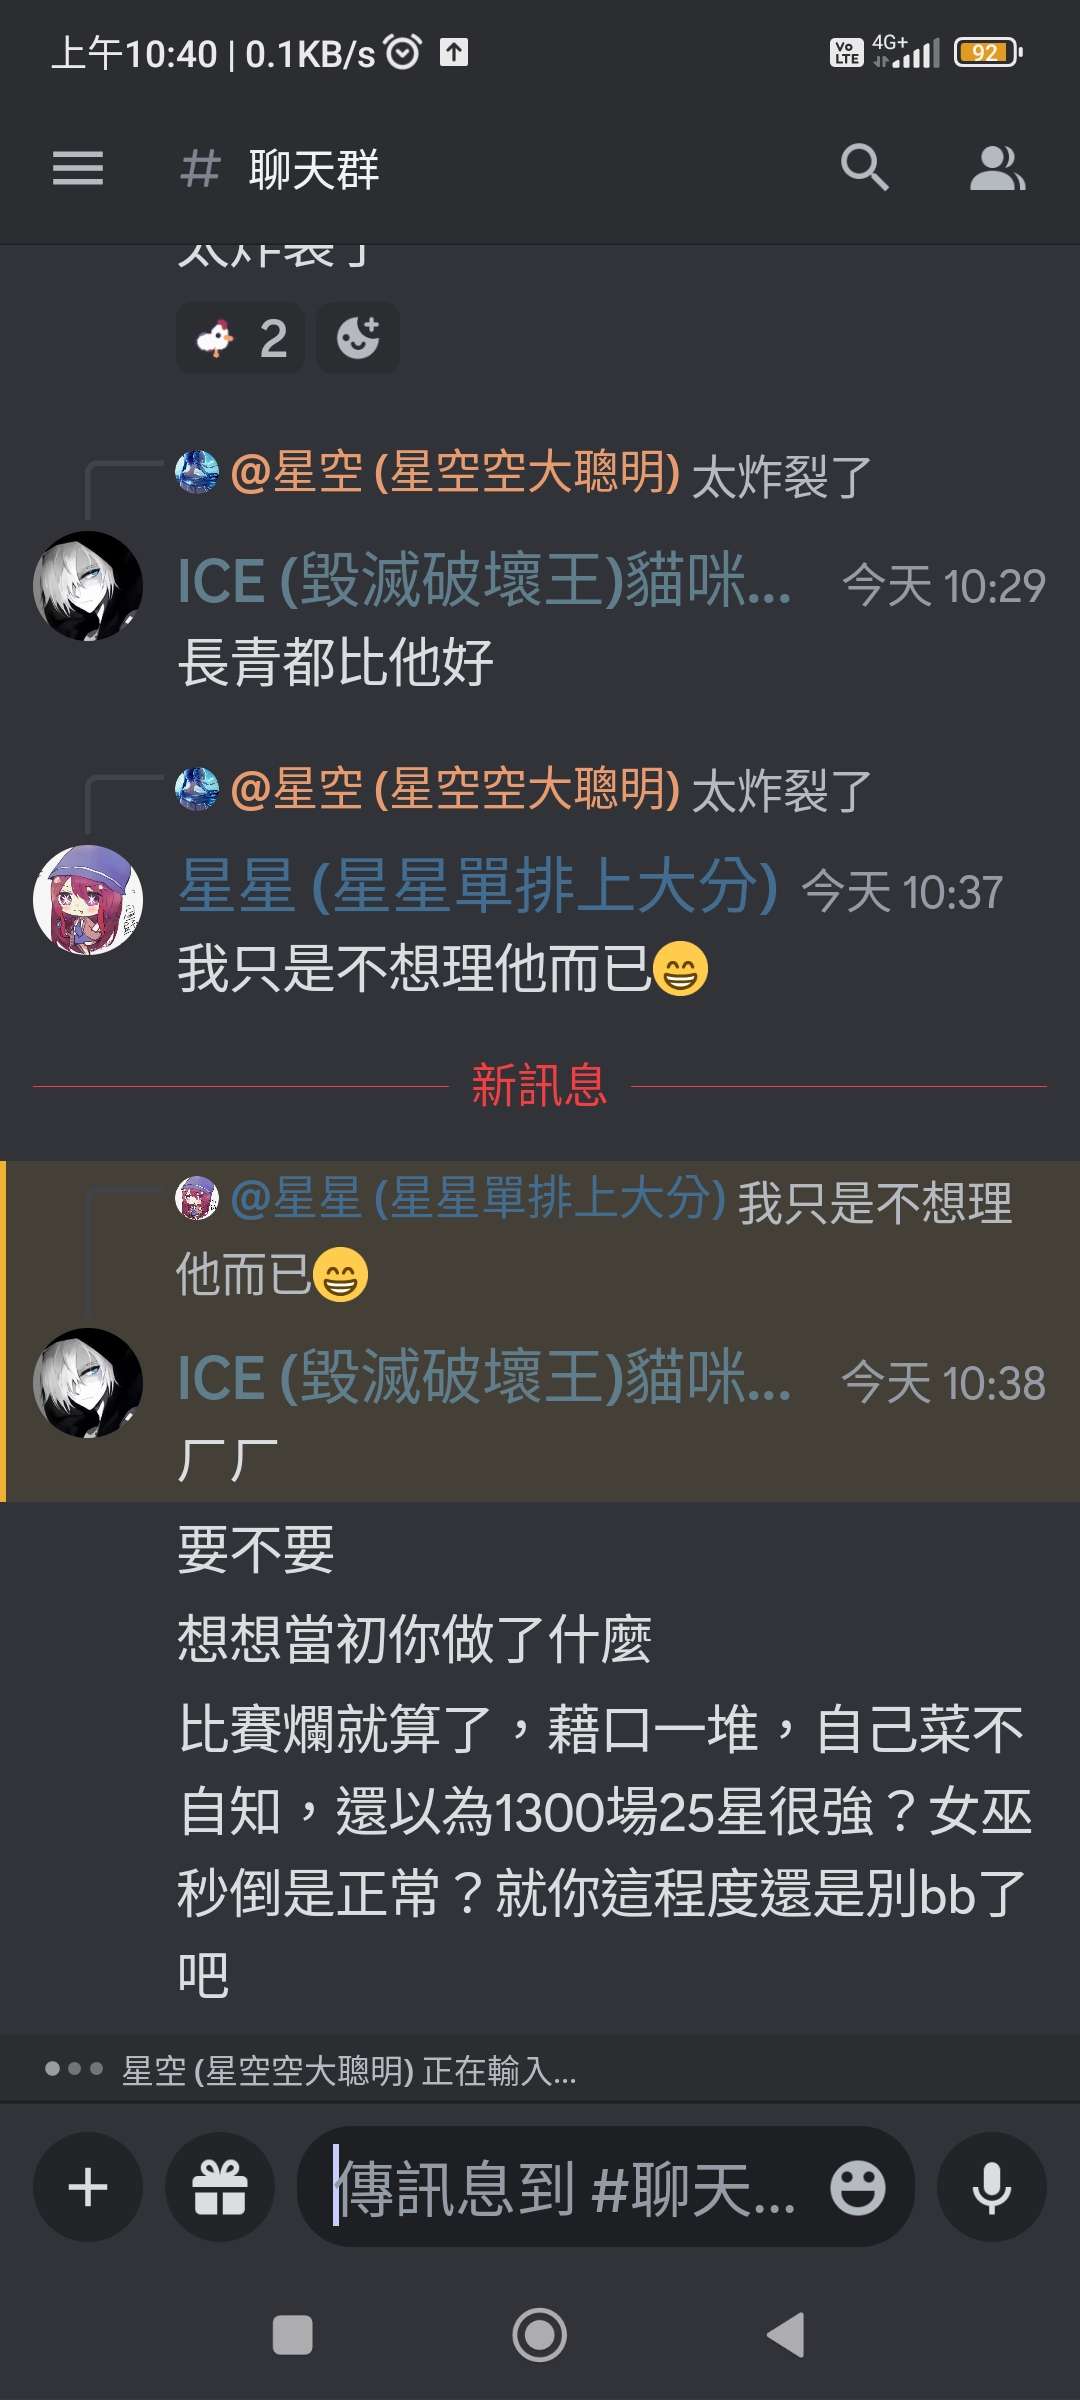 上午10:40 | 0.1KB/s
Vo LTE 4G+ 92
# 聊天群
太炸裂了
2
@星空 (星空空大聰明) 太炸裂了
ICE (毀滅破壞王)貓咪... 今天 10:29
長青都比他好
@星空 (星空空大聰明) 太炸裂了
星星 (星星單排上大分) 今天 10:37
我只是不想理他而已😁
新訊息
@星星 (星星單排上大分) 我只是不想理
他而已😁
ICE (毀滅破壞王)貓咪... 今天 10:38
厂厂
要不要
想想當初你做了什麼
比賽爛就算了，藉口一堆，自己菜不
自知，還以為1300場25星很強？女巫
秒倒是正常？就你這程度還是別bb了
吧
星空 (星空空大聰明) 正在輸入...
傳訊息到 #聊天...